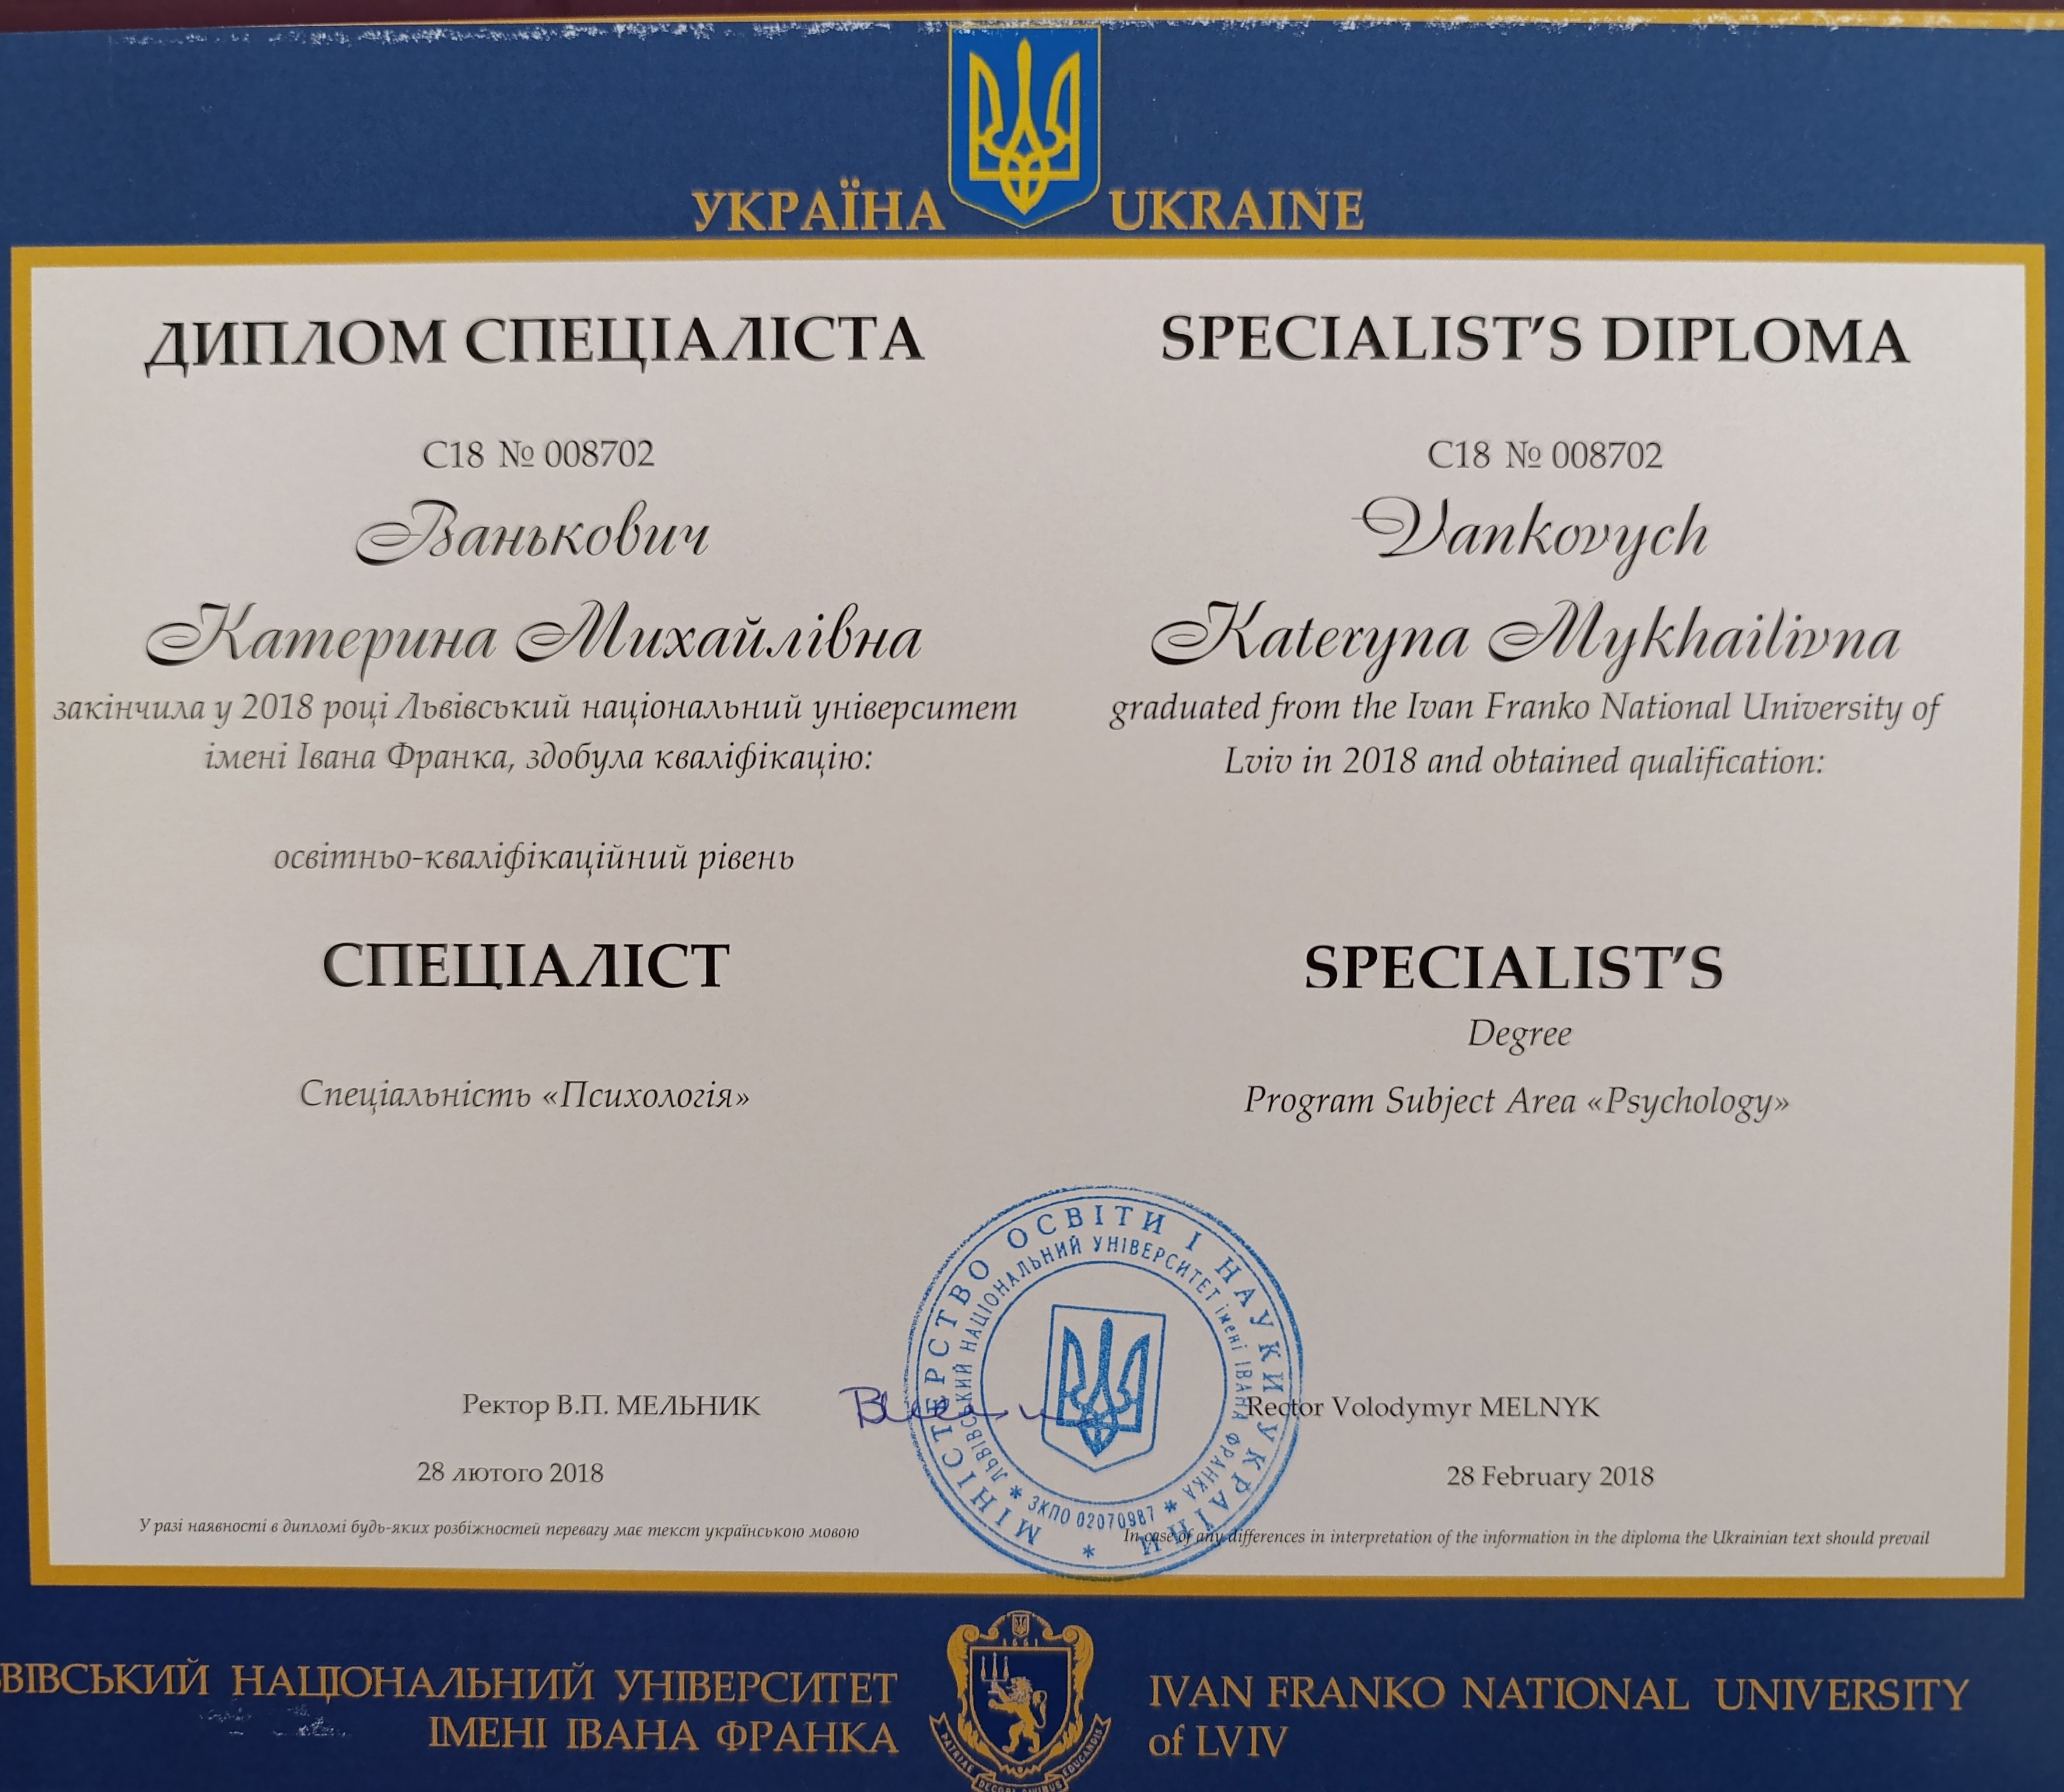 УКРАЇНА UKRAINE
ДИПЛОМ СПЕЦІАЛІСТА
С18 № 008702
Ванькович
Катерина Михайлівна
закінчила у 2018 році Львівський національний університет
імені Івана Франка, здобула кваліфікацію:
освітньо-кваліфікаційний рівень
СПЕЦІАЛІСТ
Спеціальність «Психологія»
Ректор В.П. МЕЛЬНИК
28 лютого 2018
У разі наявності в дипломі будь-яких розбіжностей перевагу має текст українською мовою
SPECIALIST'S DIPLOMA
C18 № 008702
Vankovych
Kateryna Mykhailivna
graduated from the Ivan Franko National University of
Lviv in 2018 and obtained qualification:
SPECIALIST'S
Degree
Program Subject Area «Psychology»
Rector Volodymyr MELNYK
28 February 2018
In case of any differences in interpretation of the information in the diploma the Ukrainian text should prevail
МІНІСТЕРСТВО ОСВІТИ І НАУКИ УКРАЇНИ *
ЛЬВІВСЬКИЙ НАЦІОНАЛЬНИЙ УНІВЕРСИТЕТ імені ІВАНА ФРАНКА
* ЗКПО 02070987 *
ВІВСЬКИЙ НАЦІОНАЛЬНИЙ УНІВЕРСИТЕТ
ІМЕНІ ІВАНА ФРАНКА
1661
PATRIAE DECORI CIVIBUS EDUCANDIS
IVAN FRANKO NATIONAL UNIVERSITY
of LVIV